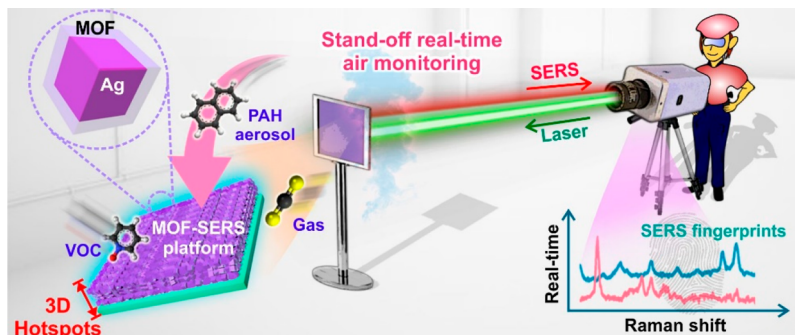 MOF
Ag
PAH
aerosol
Stand-off real-time
air monitoring
SERS
Laser
VOC
MOF-SERS
platform
Gas
3D
Hotspots
SERS fingerprints
Real-time
Raman shift